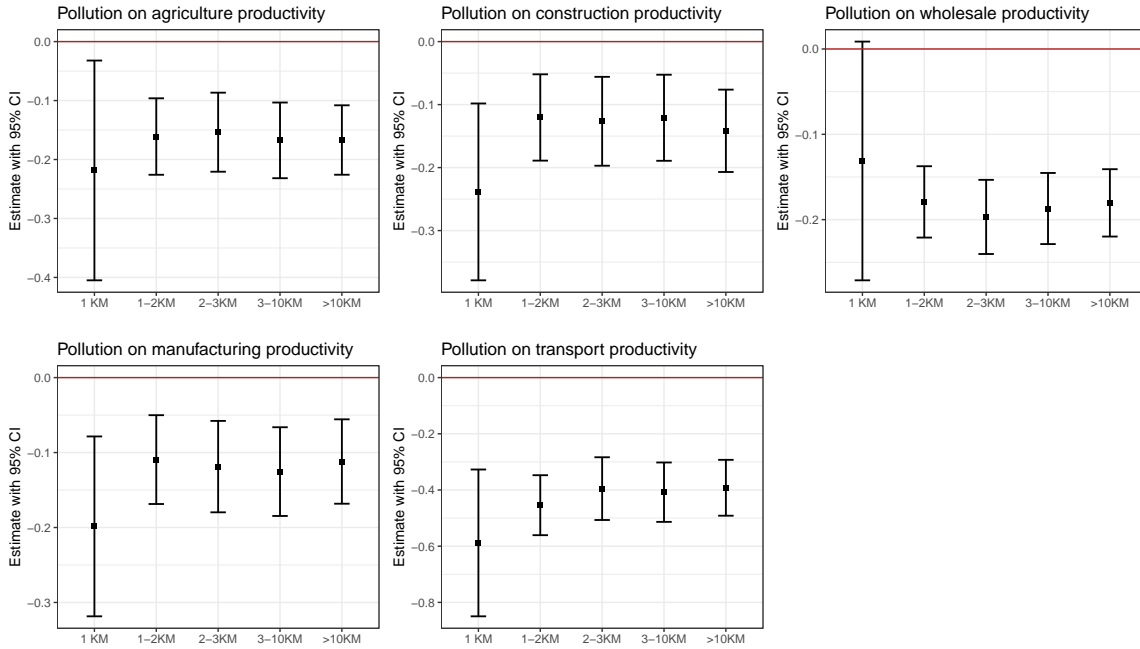 Pollution on agriculture productivity
Estimate with 95% CI
0.0
−0.1
−0.2
−0.3
−0.4
1 KM
1−2KM
2−3KM
3−10KM
>10KM
Pollution on construction productivity
Estimate with 95% CI
0.0
−0.1
−0.2
−0.3
1 KM
1−2KM
2−3KM
3−10KM
>10KM
Pollution on wholesale productivity
Estimate with 95% CI
0.0
−0.1
−0.2
1 KM
1−2KM
2−3KM
3−10KM
>10KM
Pollution on manufacturing productivity
Estimate with 95% CI
0.0
−0.1
−0.2
−0.3
1 KM
1−2KM
2−3KM
3−10KM
>10KM
Pollution on transport productivity
Estimate with 95% CI
0.0
−0.2
−0.4
−0.6
−0.8
1 KM
1−2KM
2−3KM
3−10KM
>10KM